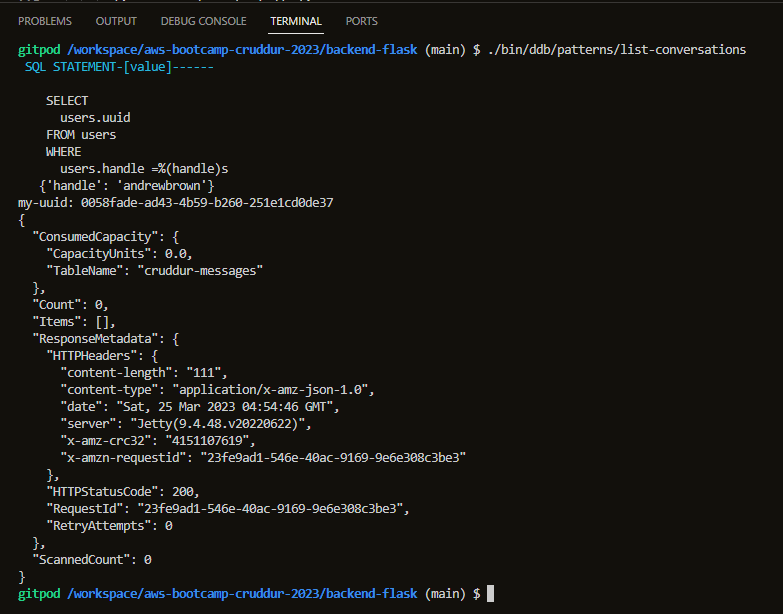 PROBLEMS OUTPUT DEBUG CONSOLE TERMINAL PORTS
gitpod /workspace/aws-bootcamp-cruddur-2023/backend-flask (main) $ ./bin/ddb/patterns/list-conversations
SQL STATEMENT-[value]------
SELECT
users.uuid
FROM users
WHERE
users.handle =%(handle)s
{'handle': 'andrewbrown'}
my-uuid: 0058fade-ad43-4b59-b260-251e1cd0de37
{
"ConsumedCapacity": {
"CapacityUnits": 0.0,
"TableName": "cruddur-messages"
},
"Count": 0,
"Items": [],
"ResponseMetadata": {
"HTTPHeaders": {
"content-length": "111",
"content-type": "application/x-amz-json-1.0",
"date": "Sat, 25 Mar 2023 04:54:46 GMT",
"server": "Jetty(9.4.48.v20220622)",
"x-amz-crc32": "4151107619",
"x-amzn-requestid": "23fe9ad1-546e-40ac-9169-9e6e308c3be3"
},
"HTTPStatusCode": 200,
"RequestId": "23fe9ad1-546e-40ac-9169-9e6e308c3be3",
"RetryAttempts": 0
},
"ScannedCount": 0
}
gitpod /workspace/aws-bootcamp-cruddur-2023/backend-flask (main) $